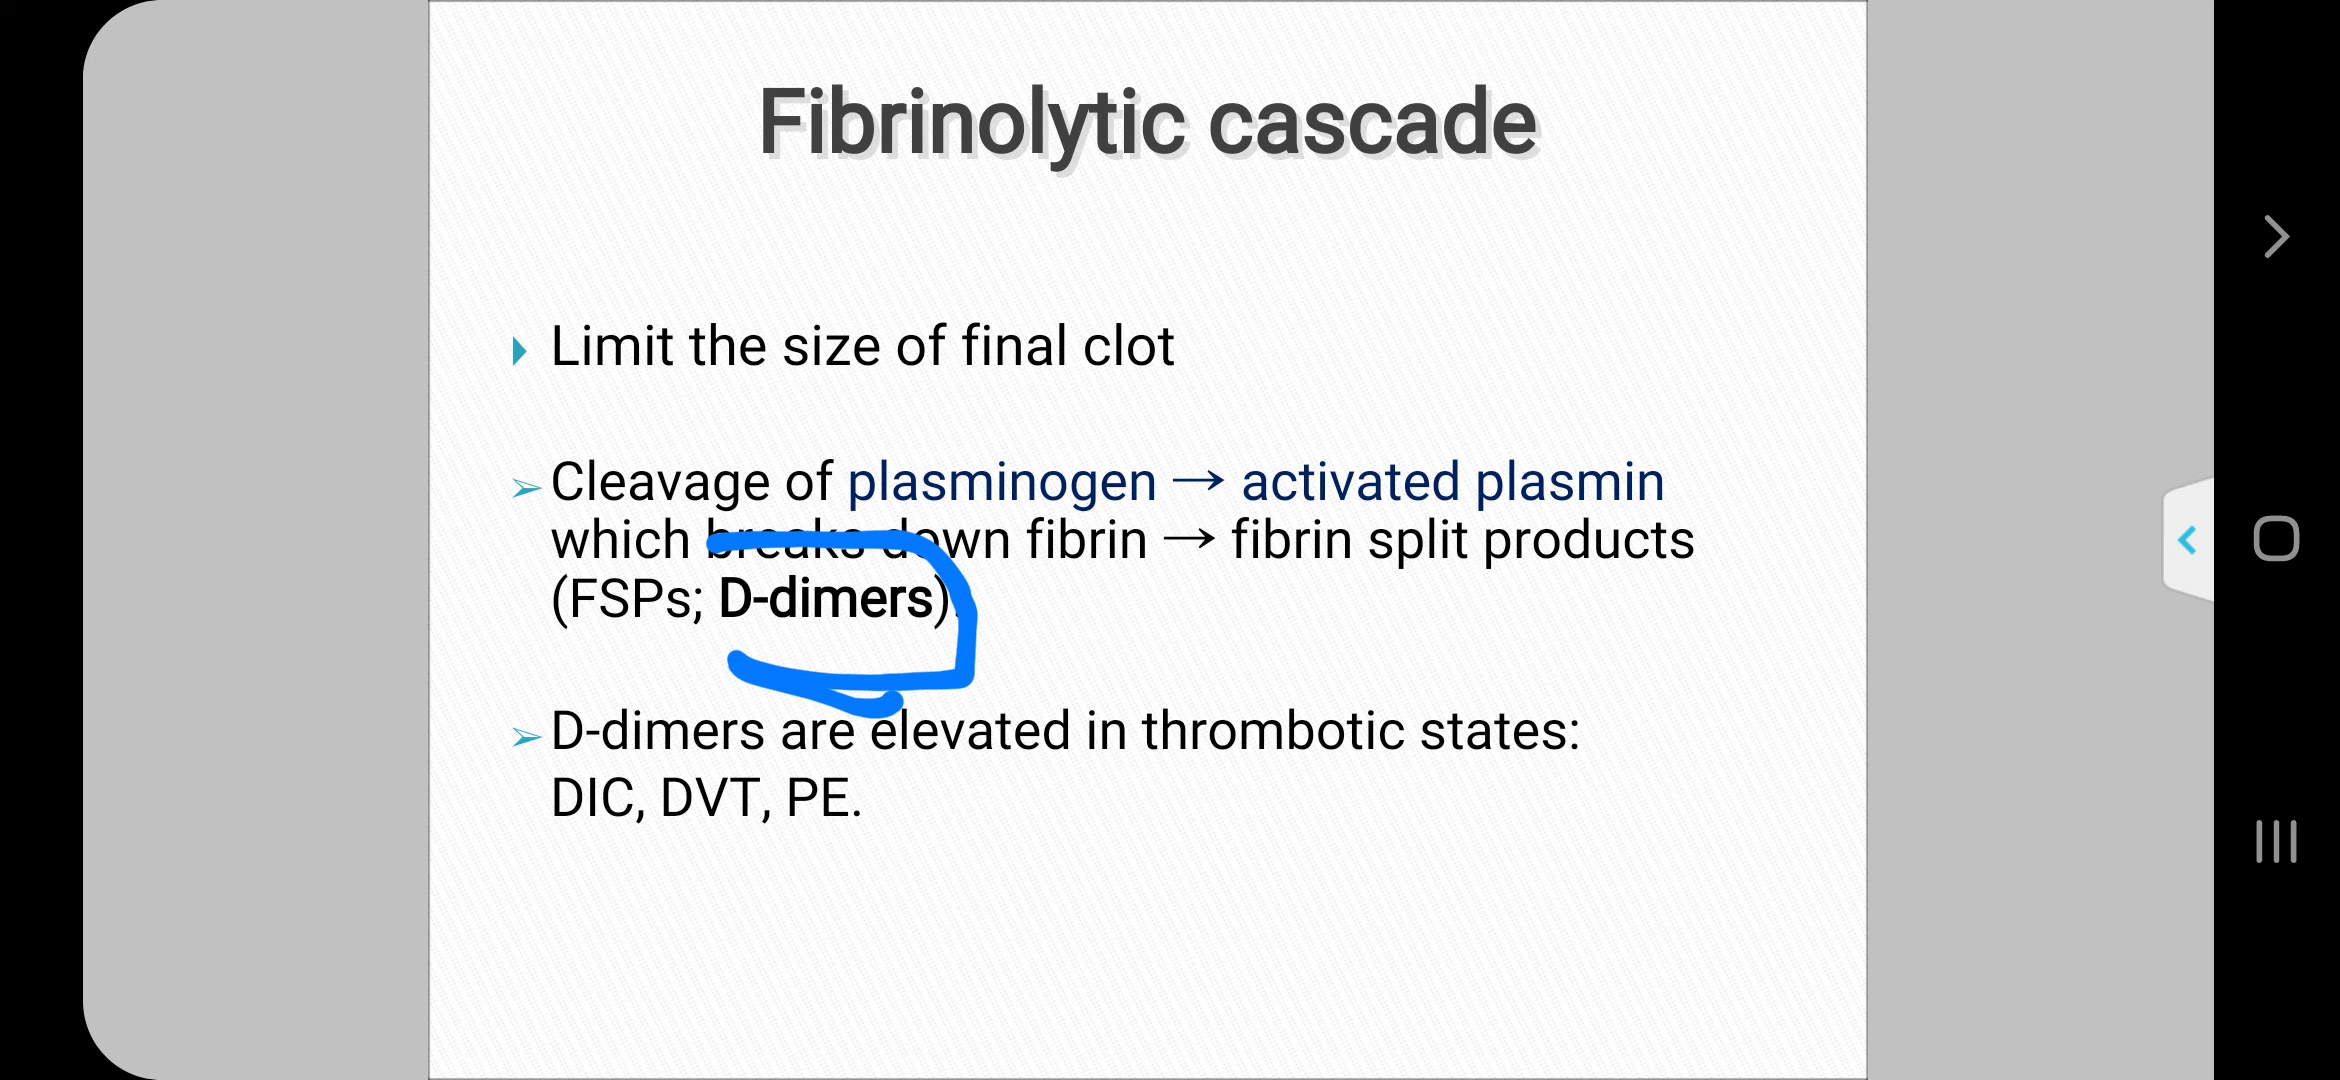 Fibrinolytic cascade
Limit the size of final clot
Cleavage of plasminogen → activated plasmin
which breaks down fibrin → fibrin split products
(FSPs; D-dimers).
D-dimers are elevated in thrombotic states:
DIC, DVT, PE.